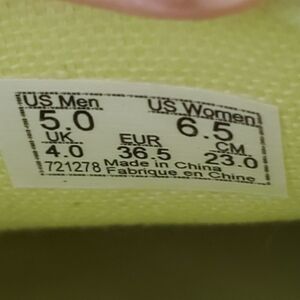 US Men US Women
5.0 6.5
UK EUR CM
4.0 36.5 23.0
721278 Made in China
Fabrique en Chine